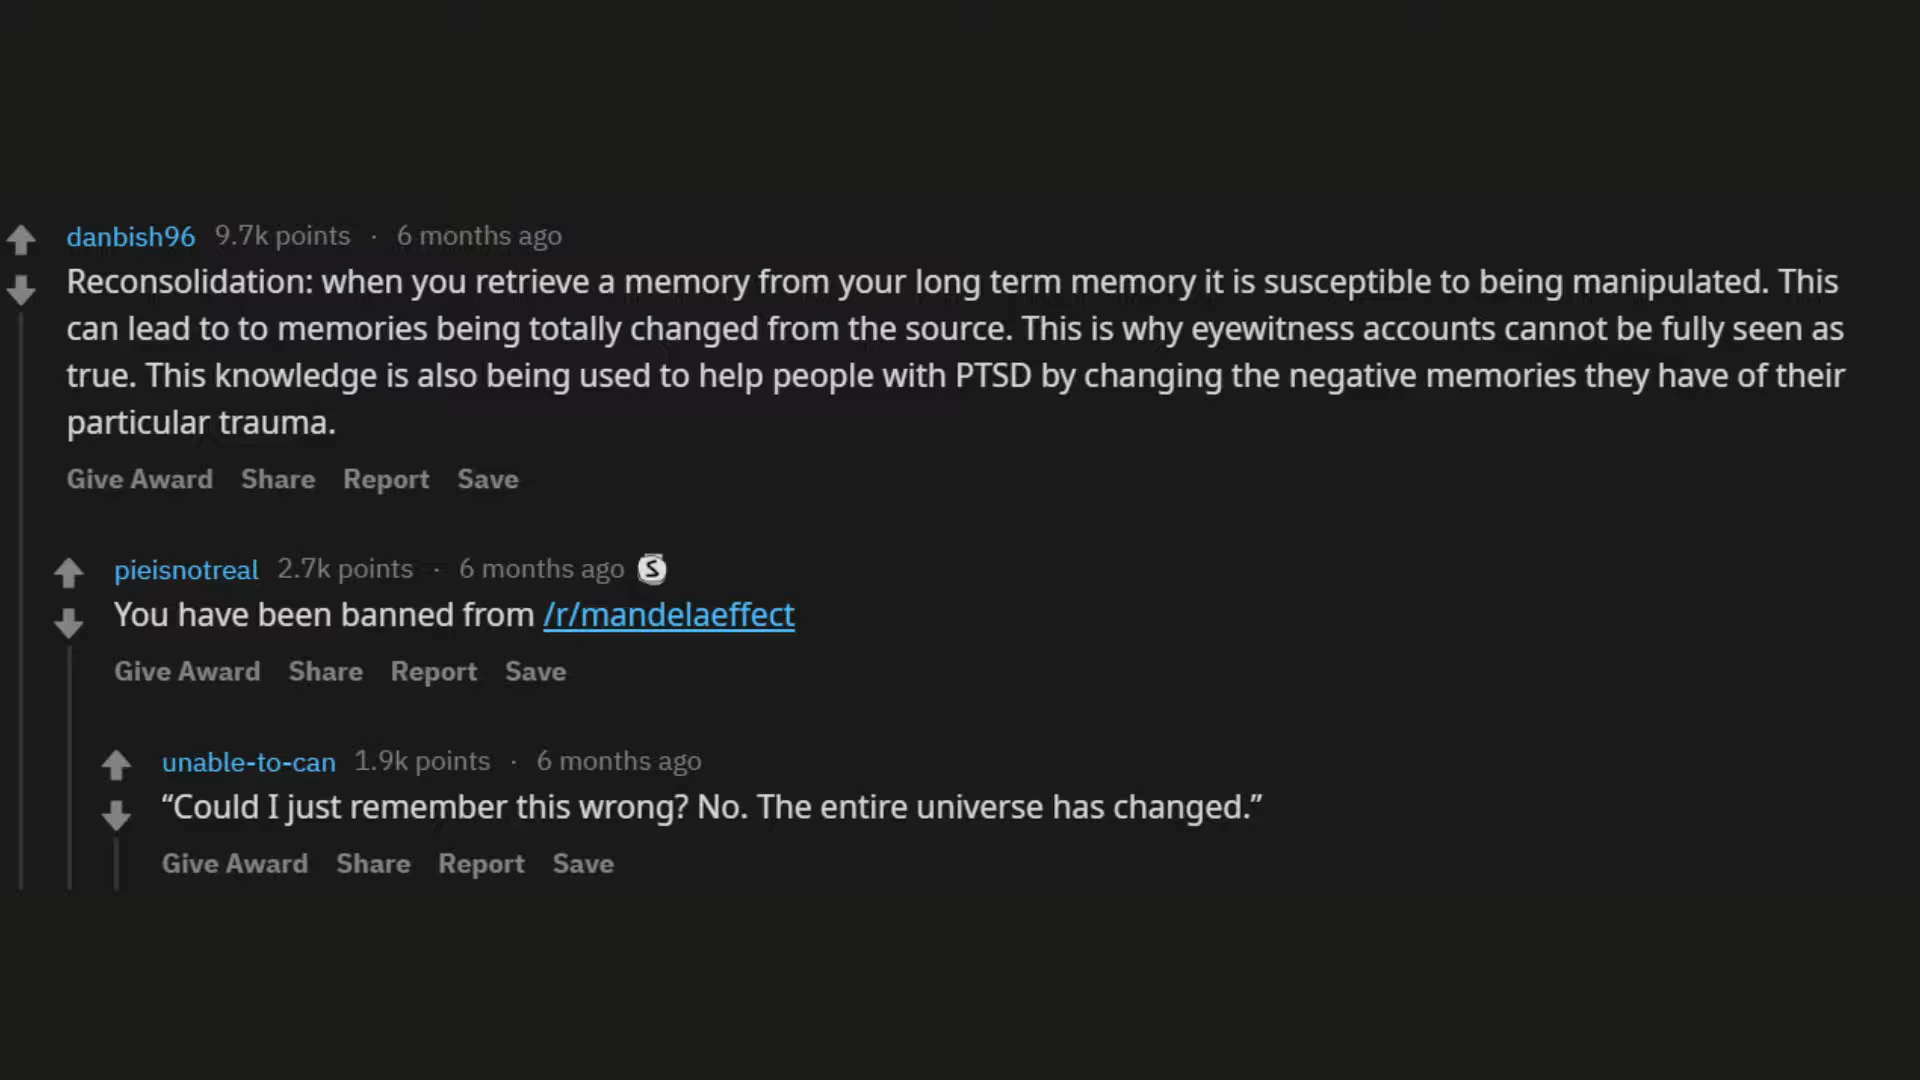 danbish96 9.7k points · 6 months ago
Reconsolidation: when you retrieve a memory from your long term memory it is susceptible to being manipulated. This
can lead to to memories being totally changed from the source. This is why eyewitness accounts cannot be fully seen as
true. This knowledge is also being used to help people with PTSD by changing the negative memories they have of their
particular trauma.
Give Award Share Report Save
pieisnotreal 2.7k points · 6 months ago S
You have been banned from /r/mandelaeffect
Give Award Share Report Save
unable-to-can 1.9k points · 6 months ago
“Could I just remember this wrong? No. The entire universe has changed.”
Give Award Share Report Save